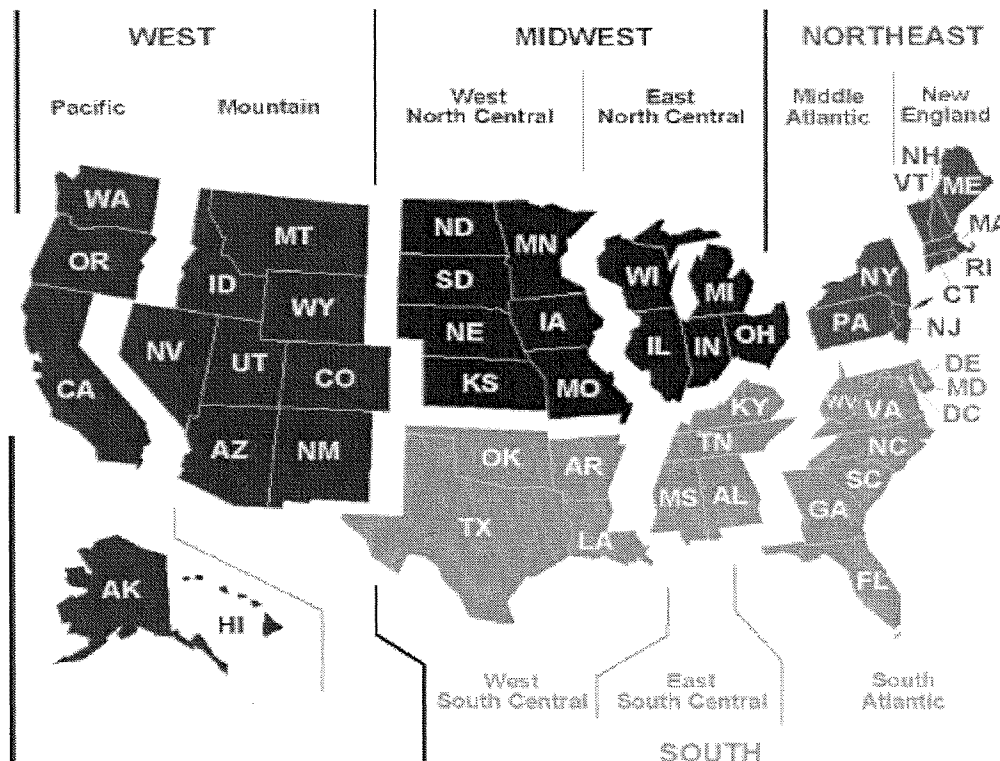 WEST
MIDWEST
NORTHEAST
Pacific
Mountain
West
North Central
East
North Central
Middle
Atlantic
New
England
NH
VT
ME
MA
RI
CT
NJ
NY
PA
WA
OR
CA
MT
ID
WY
NV
UT
CO
AZ
NM
ND
SD
NE
KS
MN
IA
MO
WI
MI
IL
IN
OH
DE
MD
DC
WV
VA
KY
TN
NC
SC
GA
FL
MS
AL
OK
AR
TX
LA
AK
HI
West
South Central
East
South Central
South
Atlantic
SOUTH